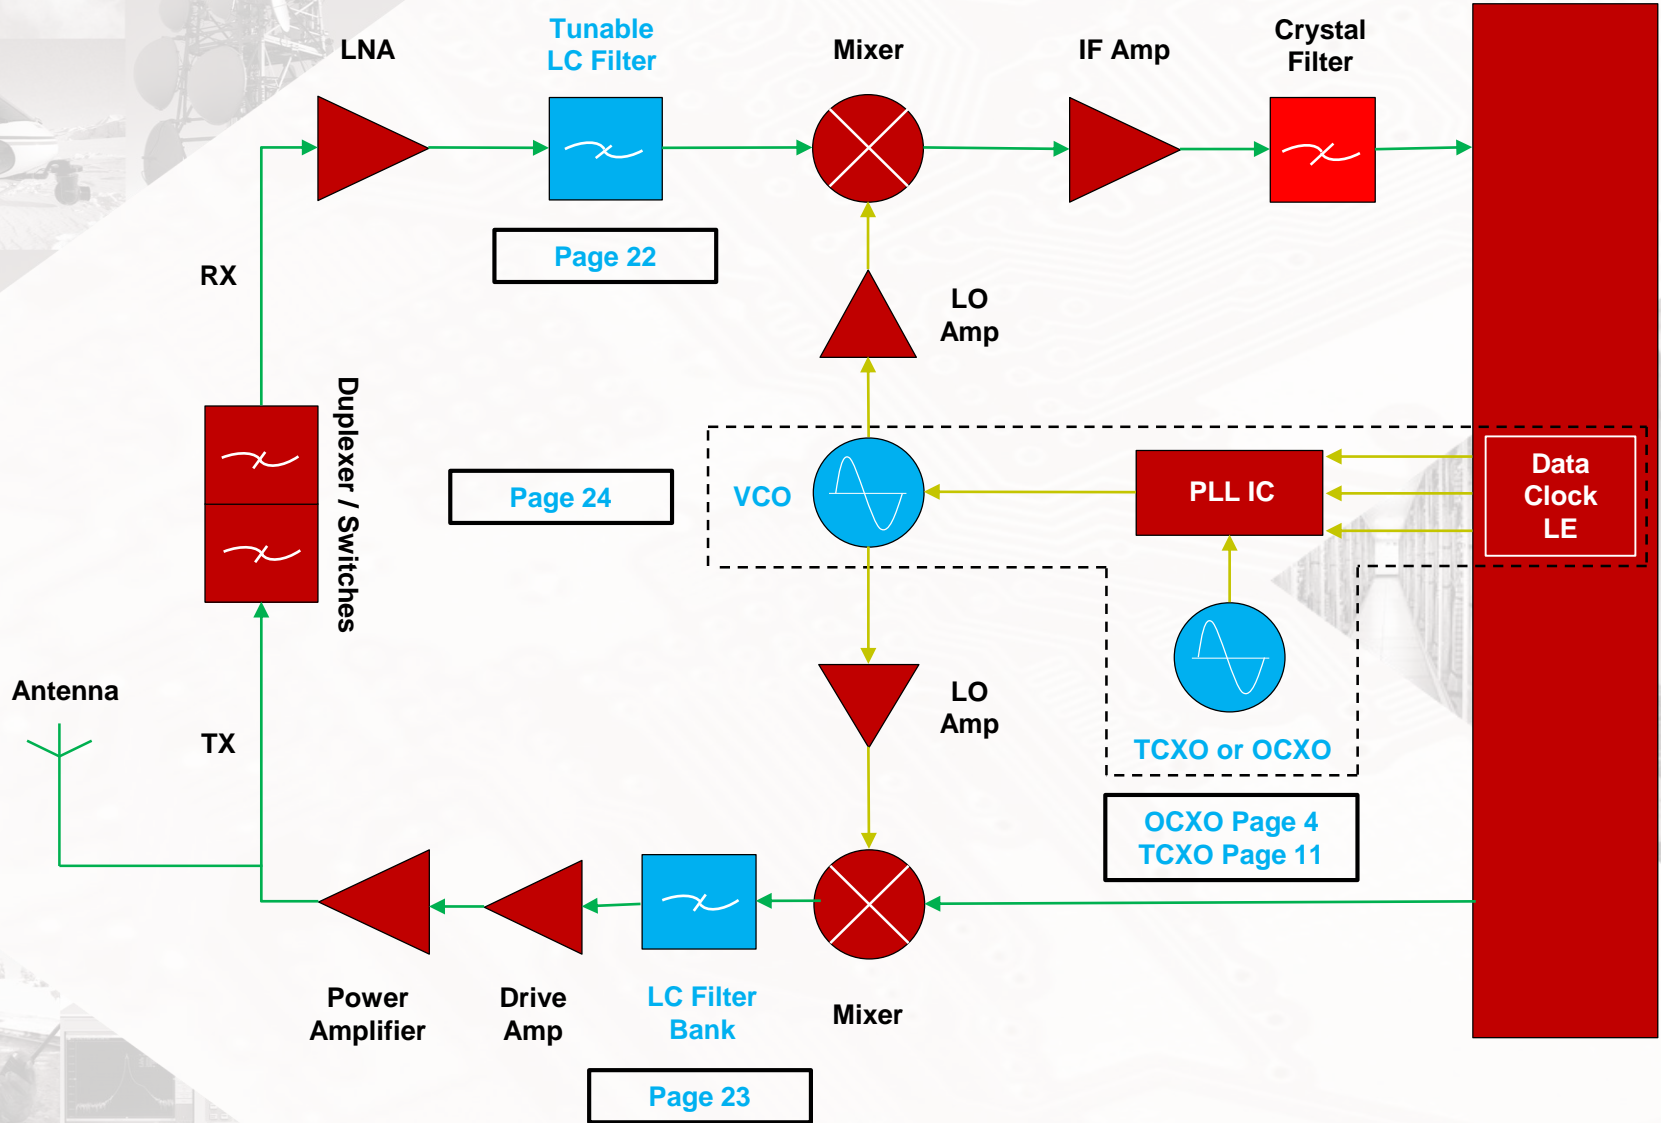 LNA
Tunable
LC Filter
Mixer
IF Amp
Crystal
Filter
Page 22
RX
LO
Amp
Duplexer / Switches
Page 24
VCO
PLL IC
Data
Clock
LE
Antenna
TX
LO
Amp
TCXO or OCXO
OCXO Page 4
TCXO Page 11
Power
Amplifier
Drive
Amp
LC Filter
Bank
Mixer
Page 23